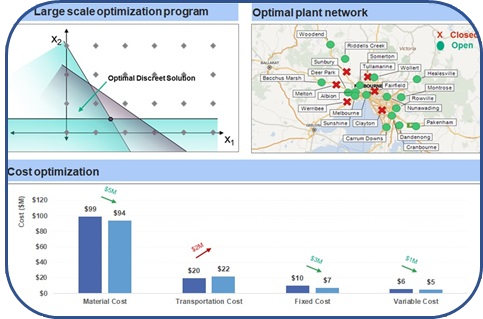 Large scale optimization program
Optimal plant network
X2
Optimal Discreet Solution
X1
Woodend
Riddells Creek
Victoria
X Closed
Open
Sunbury
Somerton
Tullamarine
Wollert
Healesville
Deer Park
Bacchus Marsh
Fairfield
Montrose
Melton
Albion
Rowville
Werribee
Nunawading
Melbourne
Sunshine
Clayton
Pakenham
Carrum Downs
Dandenong
Cranbourne
Cost optimization
Cost ($M)
$120
$100
$80
$60
$40
$20
$0
$99
$5M
$94
$20
$2M
$22
$10
$3M
$7
$6
$1M
$5
Material Cost
Transportation Cost
Fixed Cost
Variable Cost